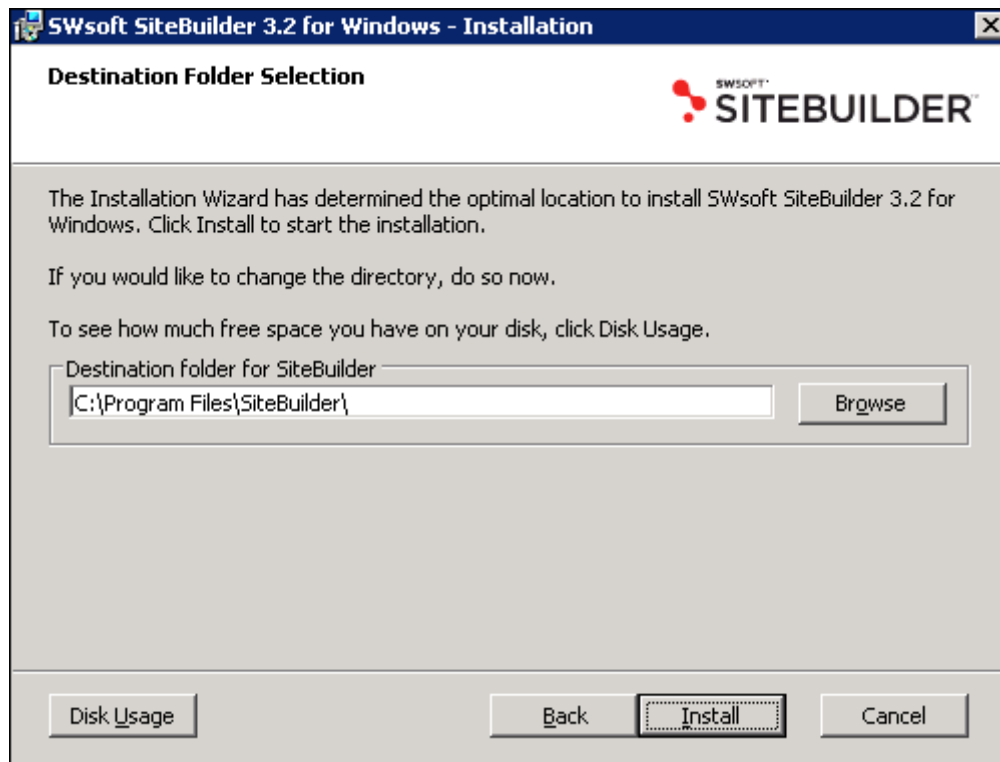 SWsoft SiteBuilder 3.2 for Windows - Installation
Destination Folder Selection
SWSOFT™
SITEBUILDER™
The Installation Wizard has determined the optimal location to install SWsoft SiteBuilder 3.2 for
Windows. Click Install to start the installation.
If you would like to change the directory, do so now.
To see how much free space you have on your disk, click Disk Usage.
Destination folder for SiteBuilder
C:\Program Files\SiteBuilder\
Browse
Disk Usage
Back
Install
Cancel